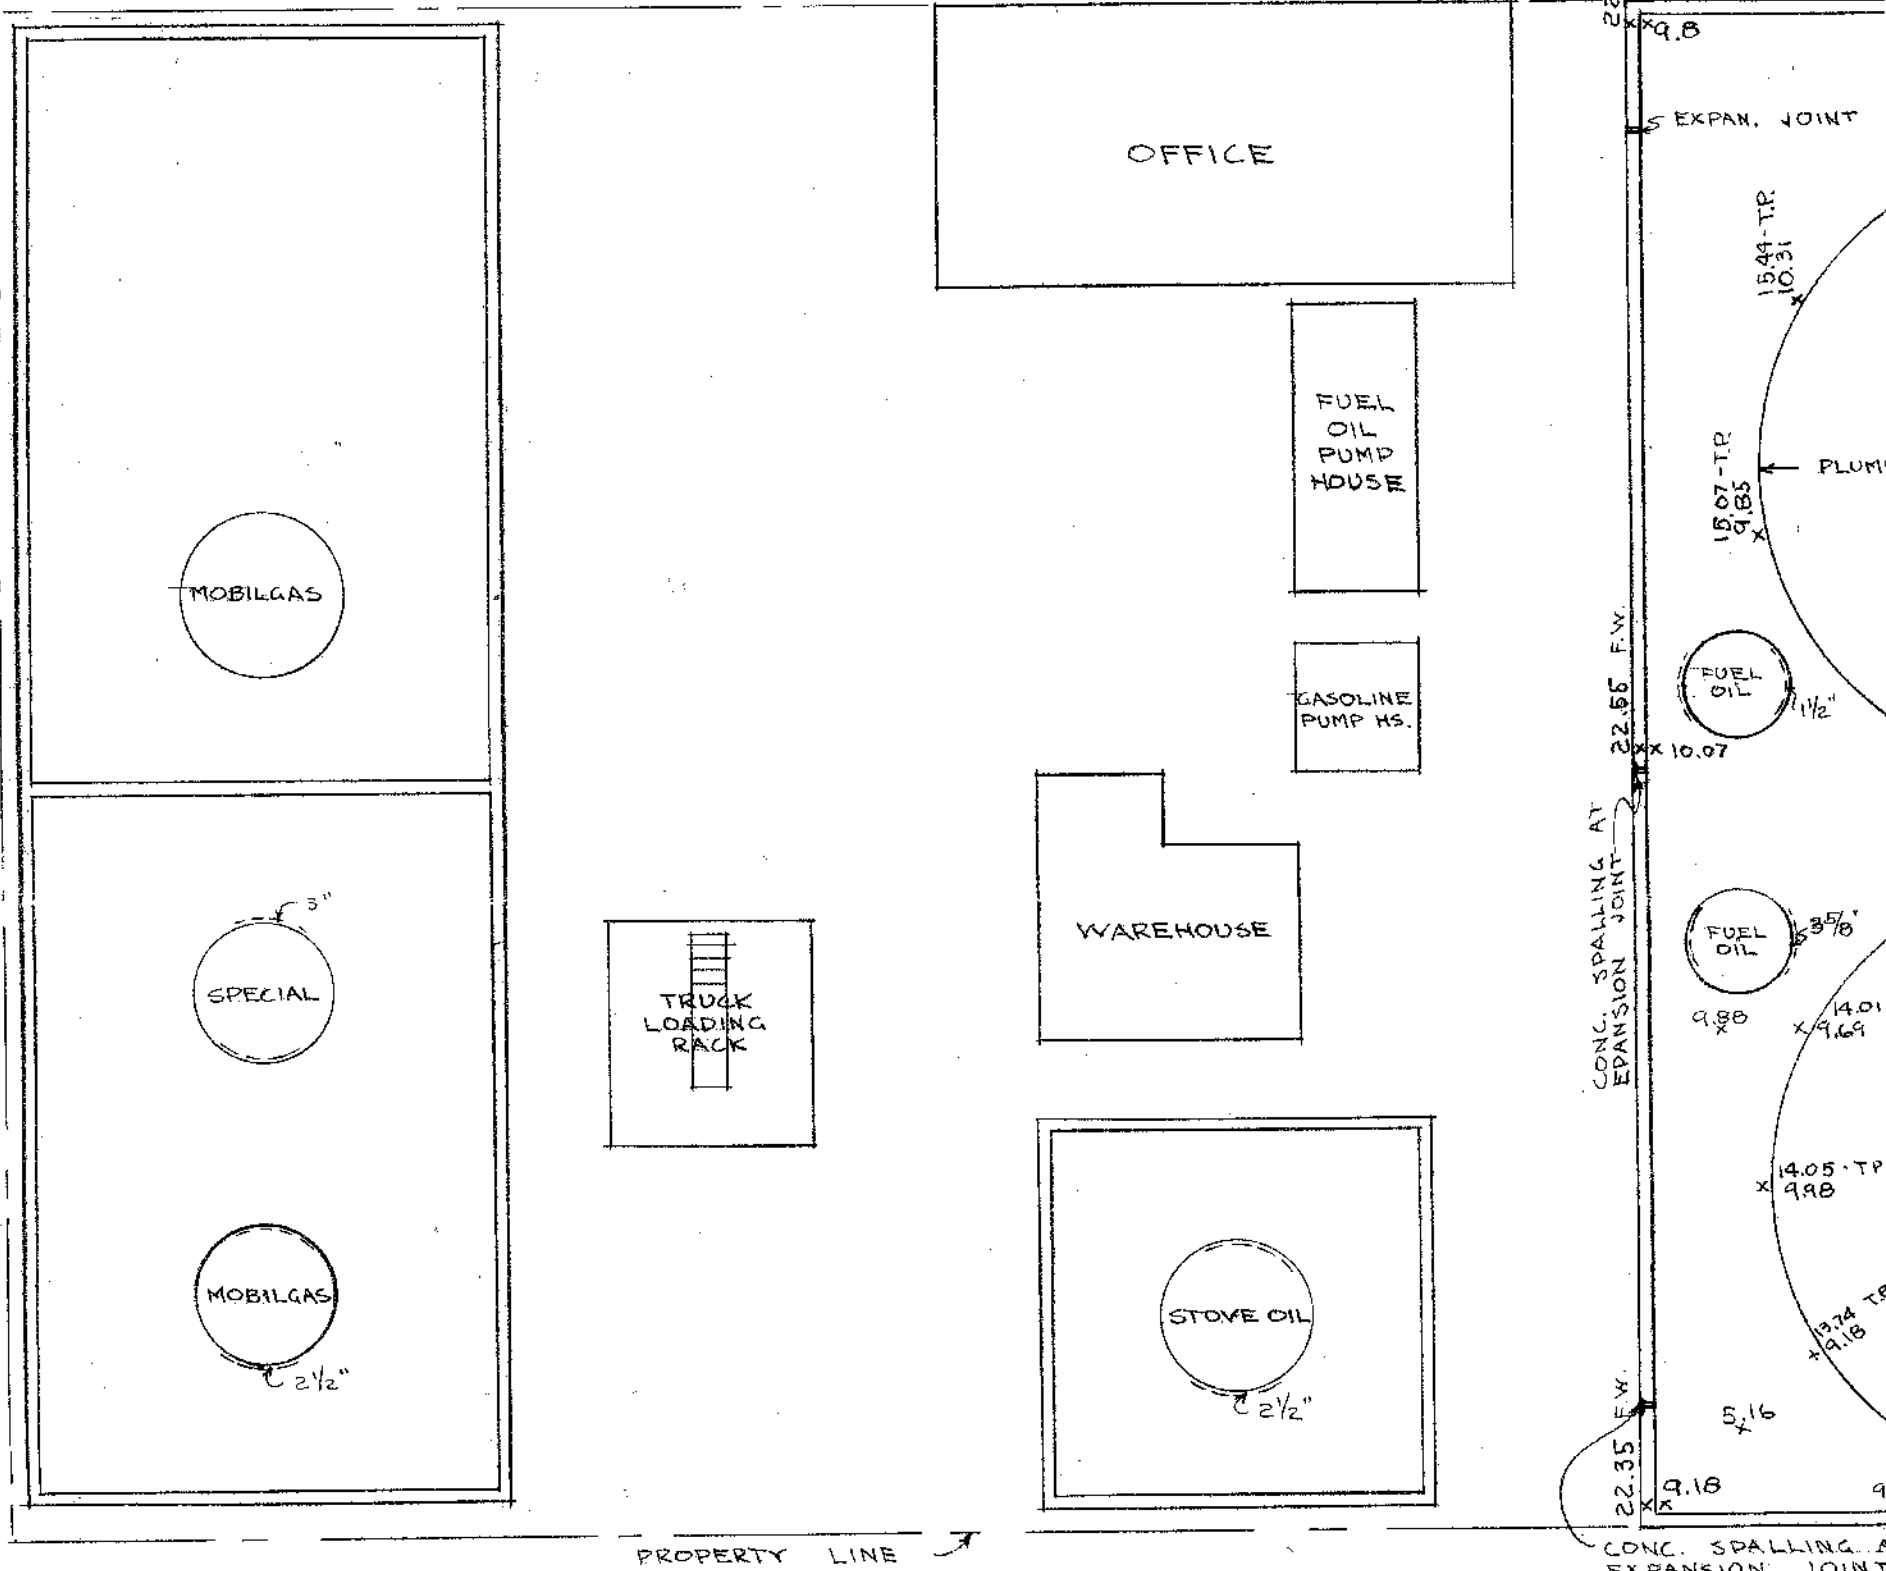 9.8
EXPAN. JOINT
OFFICE
15.44-T.P.
10.31
FUEL
OIL
PUMP
HOUSE
15.07-T.P.
9.85
MOBILGAS
GASOLINE
PUMP HS.
22.55 F.W.
FUEL
OIL
1½"
10.07
CONC. SPALLING AT
EPANSION JOINT
3"
SPECIAL
TRUCK
LOADING
RACK
WAREHOUSE
FUEL
OIL
3⅝"
9.88
14.01
9.69
14.05-TP
9.98
MOBILGAS
2½"
STOVE OIL
2½"
13.74
9.18
5.16
22.35 F.W.
9.18
PROPERTY LINE
CONC. SPALLING
EXPANSION JOINT